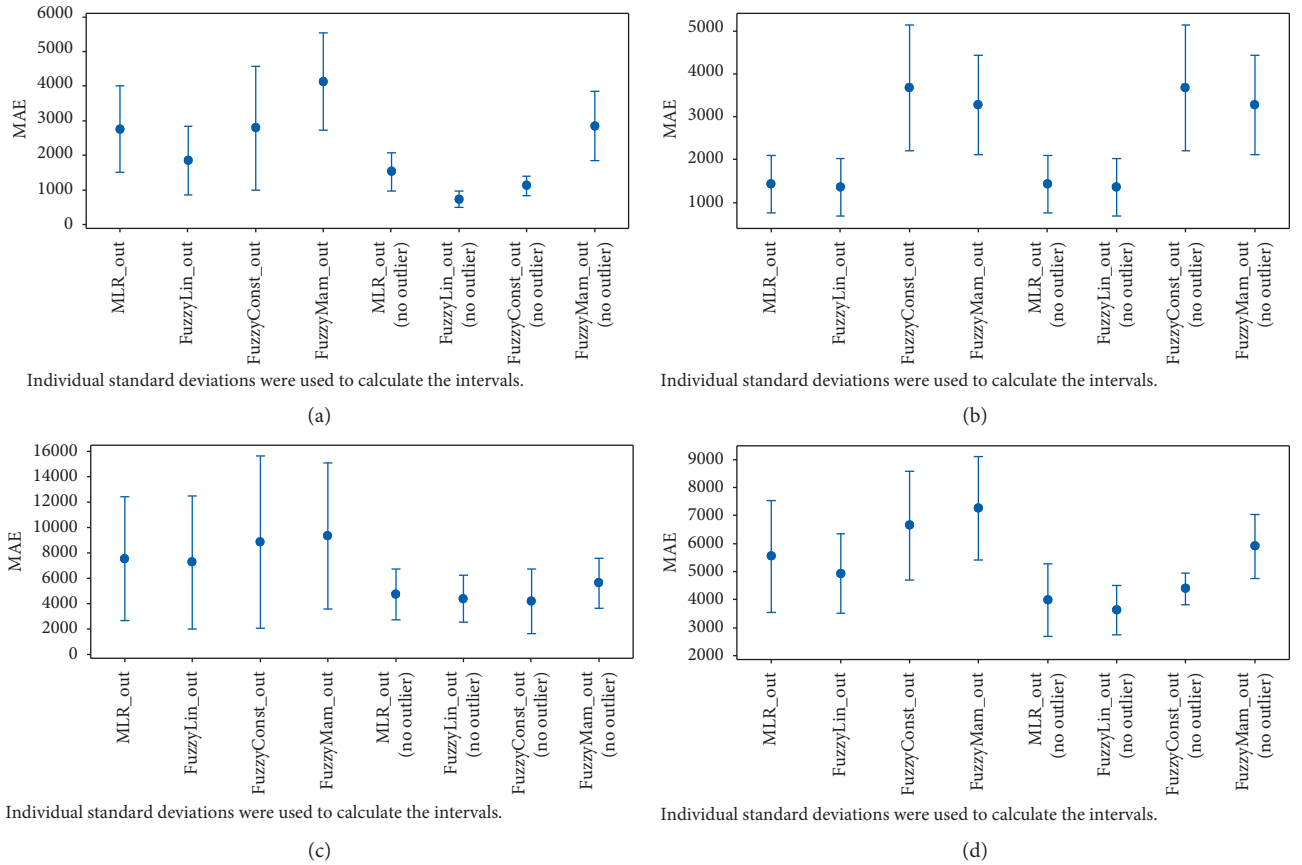 6000
5000
4000
3000
2000
1000
0
MAE
MLR_out
FuzzyLin_out
FuzzyConst_out
FuzzyMam_out
MLR_out
(no outlier)
FuzzyLin_out
(no outlier)
FuzzyConst_out
(no outlier)
FuzzyMam_out
(no outlier)
Individual standard deviations were used to calculate the intervals.
(a)
5000
4000
3000
2000
1000
MAE
MLR_out
FuzzyLin_out
FuzzyConst_out
FuzzyMam_out
MLR_out
(no outlier)
FuzzyLin_out
(no outlier)
FuzzyConst_out
(no outlier)
FuzzyMam_out
(no outlier)
Individual standard deviations were used to calculate the intervals.
(b)
16000
14000
12000
10000
8000
6000
4000
2000
0
MAE
MLR_out
FuzzyLin_out
FuzzyConst_out
FuzzyMam_out
MLR_out
(no outlier)
FuzzyLin_out
(no outlier)
FuzzyConst_out
(no outlier)
FuzzyMam_out
(no outlier)
Individual standard deviations were used to calculate the intervals.
(c)
9000
8000
7000
6000
5000
4000
3000
2000
MAE
MLR_out
FuzzyLin_out
FuzzyConst_out
FuzzyMam_out
MLR_out
(no outlier)
FuzzyLin_out
(no outlier)
FuzzyConst_out
(no outlier)
FuzzyMam_out
(no outlier)
Individual standard deviations were used to calculate the intervals.
(d)